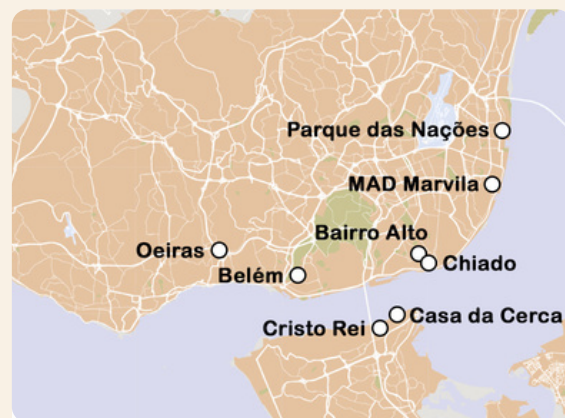 Parque das Nações
MAD Marvila
Bairro Alto
Oeiras
Chiado
Belém
Casa da Cerca
Cristo Rei